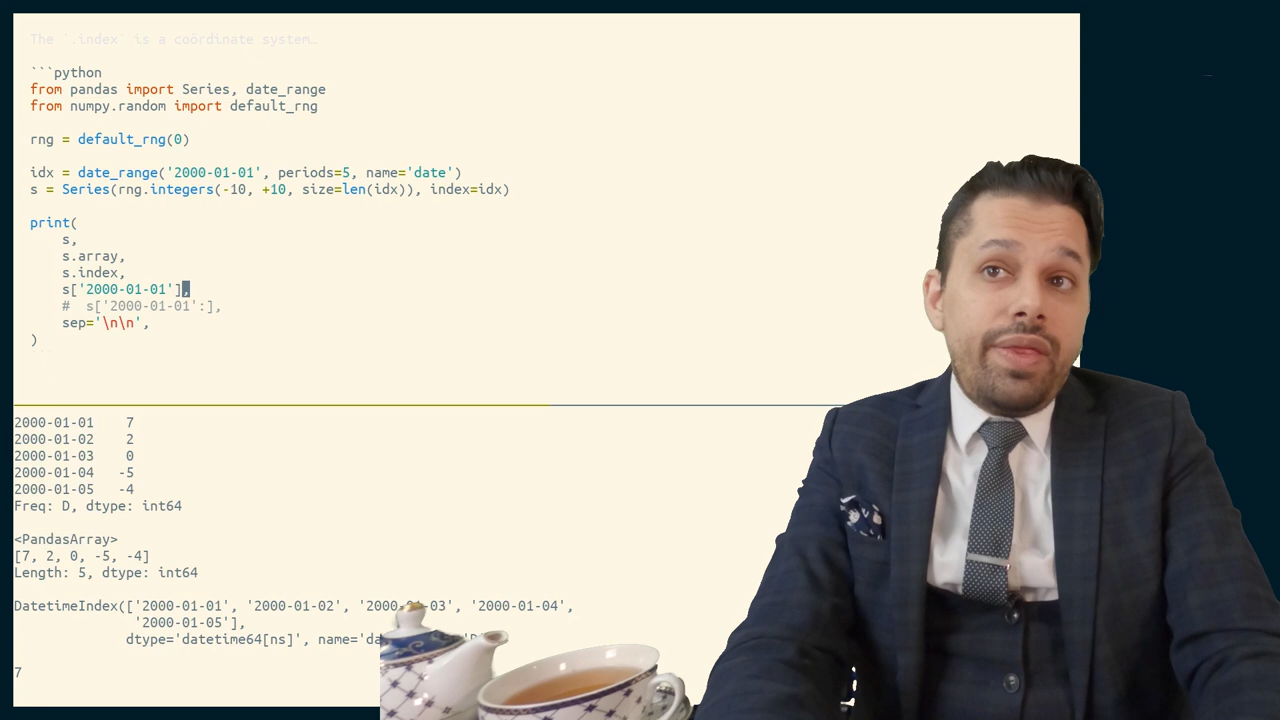 The `.index` is a coördinate system…
```python
from pandas import Series, date_range
from numpy.random import default_rng
rng = default_rng(0)
idx = date_range('2000-01-01', periods=5, name='date')
s = Series(rng.integers(-10, +10, size=len(idx)), index=idx)
print(
    s,
    s.array,
    s.index,
    s['2000-01-01'],
    #  s['2000-01-01':],
    sep='\n\n',
)
```
2000-01-01    7
2000-01-02    2
2000-01-03    0
2000-01-04   -5
2000-01-05   -4
Freq: D, dtype: int64
<PandasArray>
[7, 2, 0, -5, -4]
Length: 5, dtype: int64
DatetimeIndex(['2000-01-01', '2000-01-02', '2000-01-03', '2000-01-04',
               '2000-01-05'],
              dtype='datetime64[ns]',
7